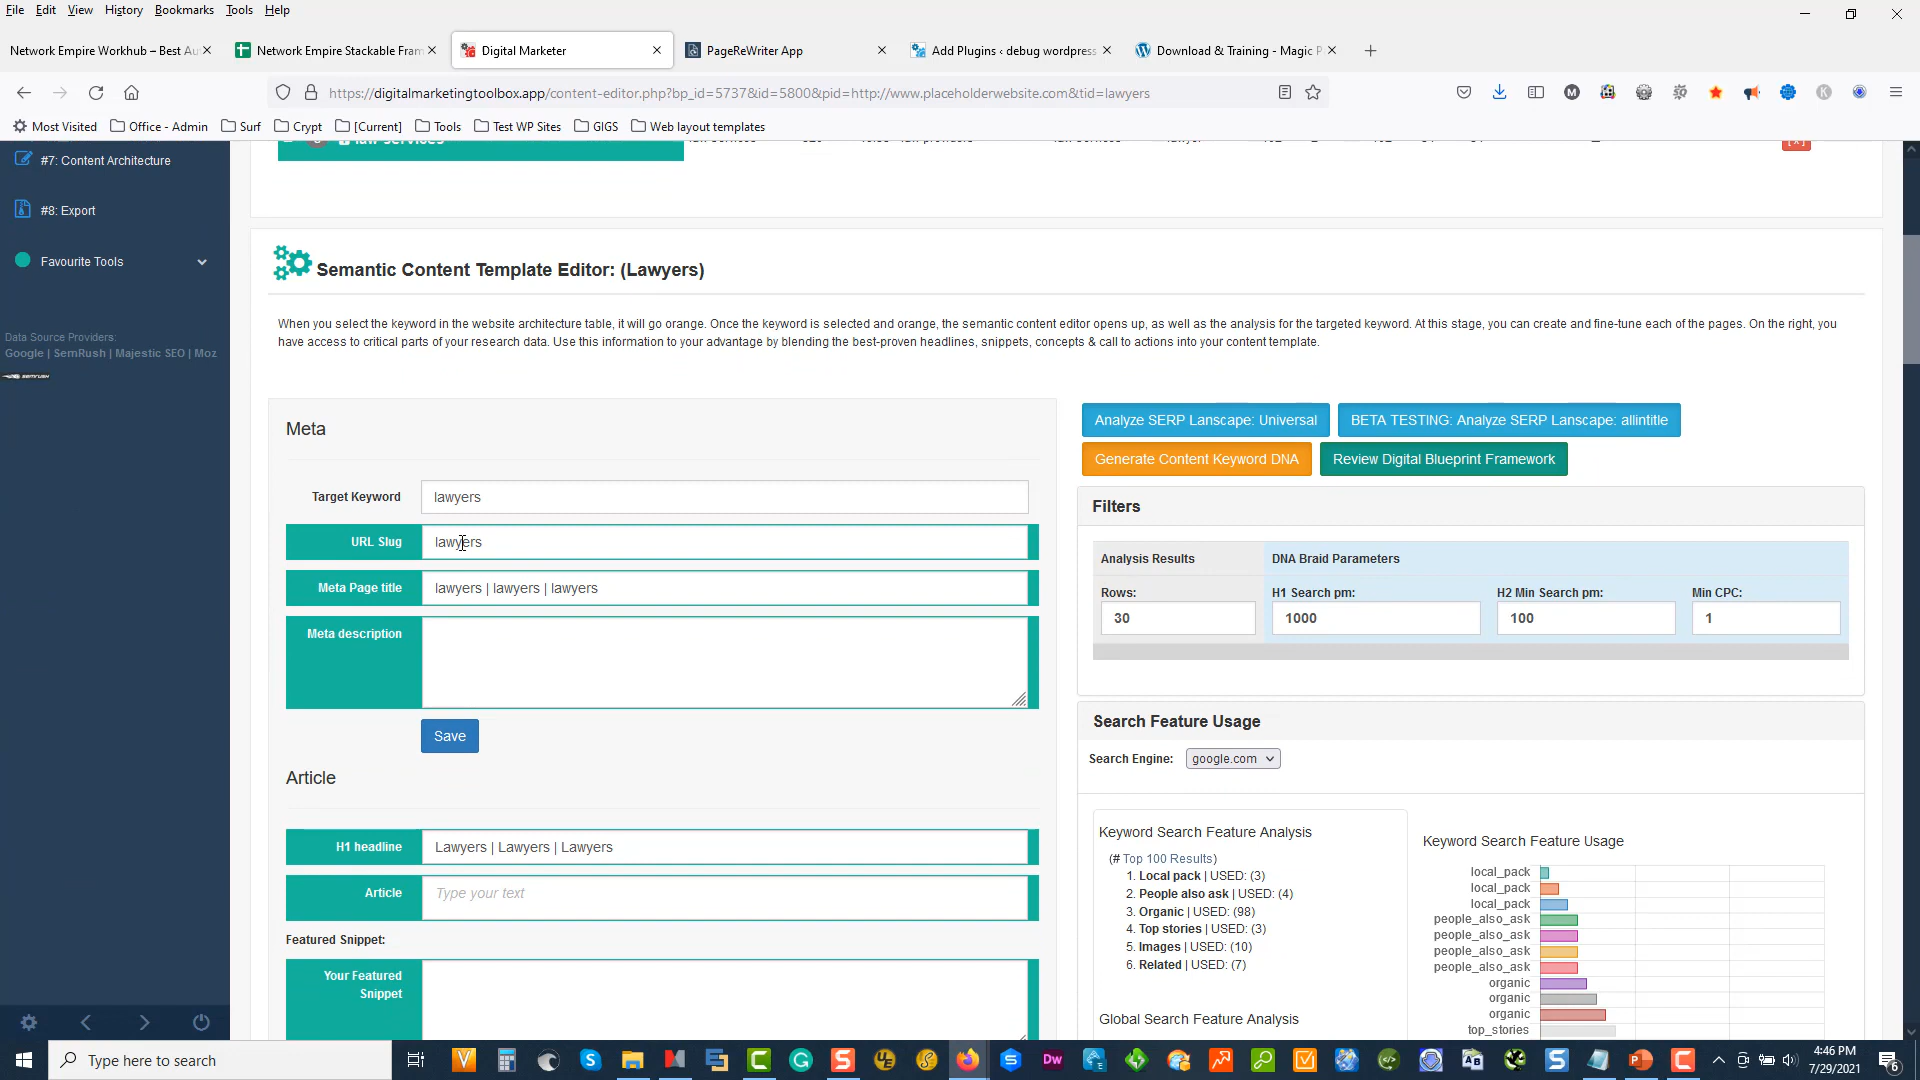 File Edit View History Bookmarks Tools Help
Network Empire Workhub – Best Au
Network Empire Stackable Fram
Digital Marketer
PageReWriter App
Add Plugins ‹ debug wordpress
Download & Training - Magic P
https://digitalmarketingtoolbox.app/content-editor.php?bp_id=5737&id=5800&pid=http://www.placeholderwebsite.com&tid=lawyers
Most Visited Office - Admin Surf Crypt [Current] Tools Test WP Sites GIGS Web layout templates
#7: Content Architecture
#8: Export
Favourite Tools
Data Source Providers:
Google | SemRush | Majestic SEO | Moz
SEMRUSH
Semantic Content Template Editor: (Lawyers)
When you select the keyword in the website architecture table, it will go orange. Once the keyword is selected and orange, the semantic content editor opens up, as well as the analysis for the targeted keyword. At this stage, you can create and fine-tune each of the pages. On the right, you
have access to critical parts of your research data. Use this information to your advantage by blending the best-proven headlines, snippets, concepts & call to actions into your content template.
Meta
Target Keyword lawyers
URL Slug lawyers
Meta Page title lawyers | lawyers | lawyers
Meta description
Save
Article
H1 headline Lawyers | Lawyers | Lawyers
Article Type your text
Featured Snippet:
Your Featured
Snippet
Analyze SERP Lanscape: Universal
BETA TESTING: Analyze SERP Lanscape: allintitle
Generate Content Keyword DNA
Review Digital Blueprint Framework
Filters
Analysis Results DNA Braid Parameters
Rows: H1 Search pm: H2 Min Search pm: Min CPC:
30 1000 100 1
Search Feature Usage
Search Engine: google.com
Keyword Search Feature Analysis
(# Top 100 Results)
1. Local pack | USED: (3)
2. People also ask | USED: (4)
3. Organic | USED: (98)
4. Top stories | USED: (3)
5. Images | USED: (10)
6. Related | USED: (7)
Global Search Feature Analysis
Keyword Search Feature Usage
local_pack
local_pack
local_pack
people_also_ask
people_also_ask
people_also_ask
people_also_ask
organic
organic
organic
top_stories
Type here to search
4:46 PM
7/29/2021
6